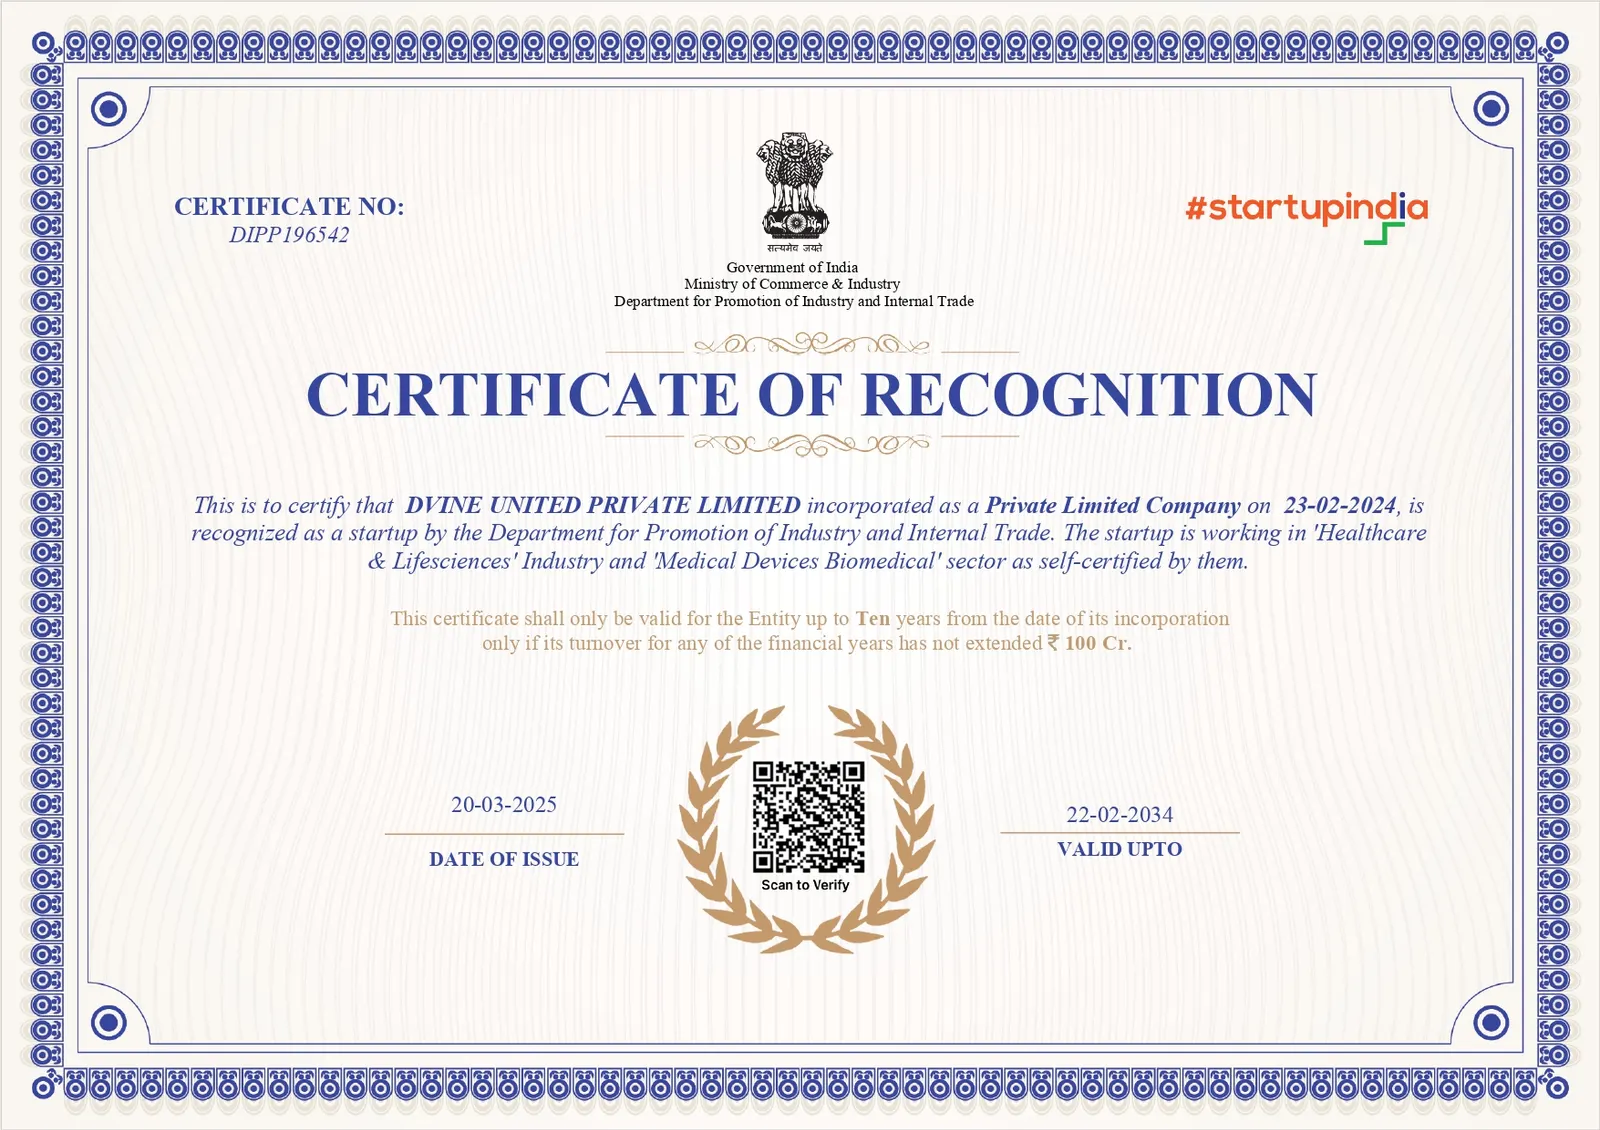 CERTIFICATE NO:
DIPP196542
सत्यमेव जयते
#startupindia
Government of India
Ministry of Commerce & Industry
Department for Promotion of Industry and Internal Trade
CERTIFICATE OF RECOGNITION
This is to certify that DVINE UNITED PRIVATE LIMITED incorporated as a Private Limited Company on 23-02-2024, is
recognized as a startup by the Department for Promotion of Industry and Internal Trade. The startup is working in 'Healthcare
& Lifesciences' Industry and 'Medical Devices Biomedical' sector as self-certified by them.
This certificate shall only be valid for the Entity up to Ten years from the date of its incorporation
only if its turnover for any of the financial years has not extended ₹ 100 Cr.
20-03-2025
DATE OF ISSUE
Scan to Verify
22-02-2034
VALID UPTO